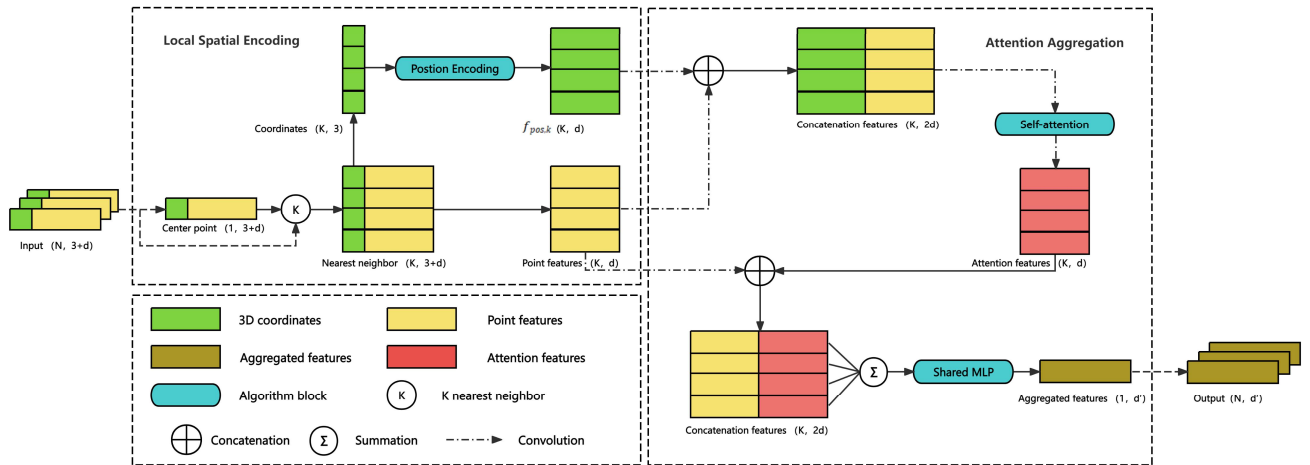 Local Spatial Encoding
Attention Aggregation
Postion Encoding
Coordinates (K, 3)
f_{pos.k} (K, d)
Concatenation features (K, 2d)
Self-attention
K
Input (N, 3+d)
Center point (1, 3+d)
Nearest neighbor (K, 3+d)
Point features (K, d)
Attention features (K, d)
3D coordinates
Point features
Aggregated features
Attention features
Algorithm block
K
K nearest neighbor
Concatenation
Σ
Summation
Convolution
Σ
Shared MLP
Concatenation features (K, 2d)
Aggregated features (1, d')
Output (N, d')